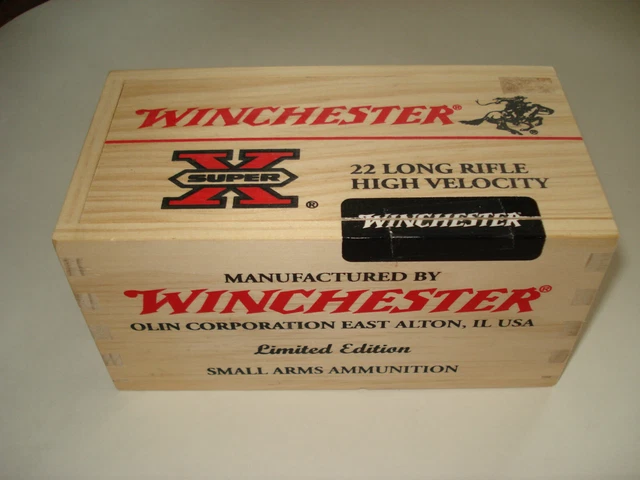 WINCHESTER®
SUPER X®
22 LONG RIFLE
HIGH VELOCITY
WINCHESTER
MANUFACTURED BY
WINCHESTER®
OLIN CORPORATION EAST ALTON, IL USA
Limited Edition
SMALL ARMS AMMUNITION